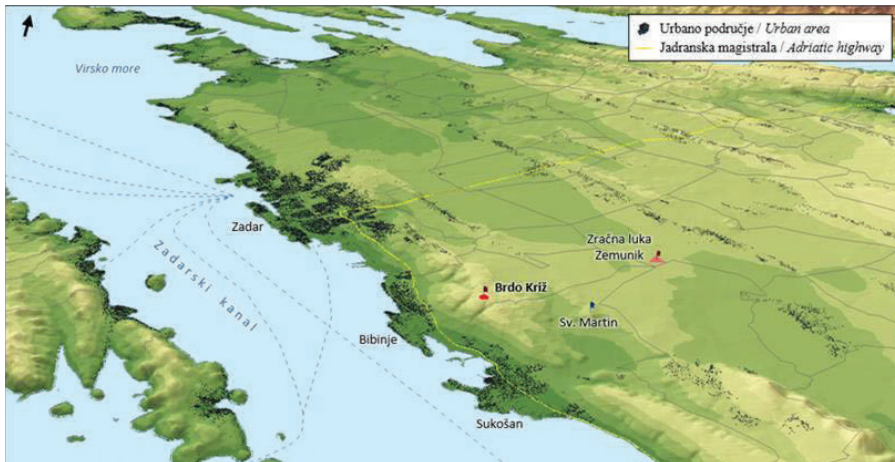 Urbano područje / Urban area
Jadranska magistrala / Adriatic highway
Virsko more
Zadar
Zračna luka
Zemunik
Brdo Križ
Zadarski kanal
Sv. Martin
Bibinje
Sukošan